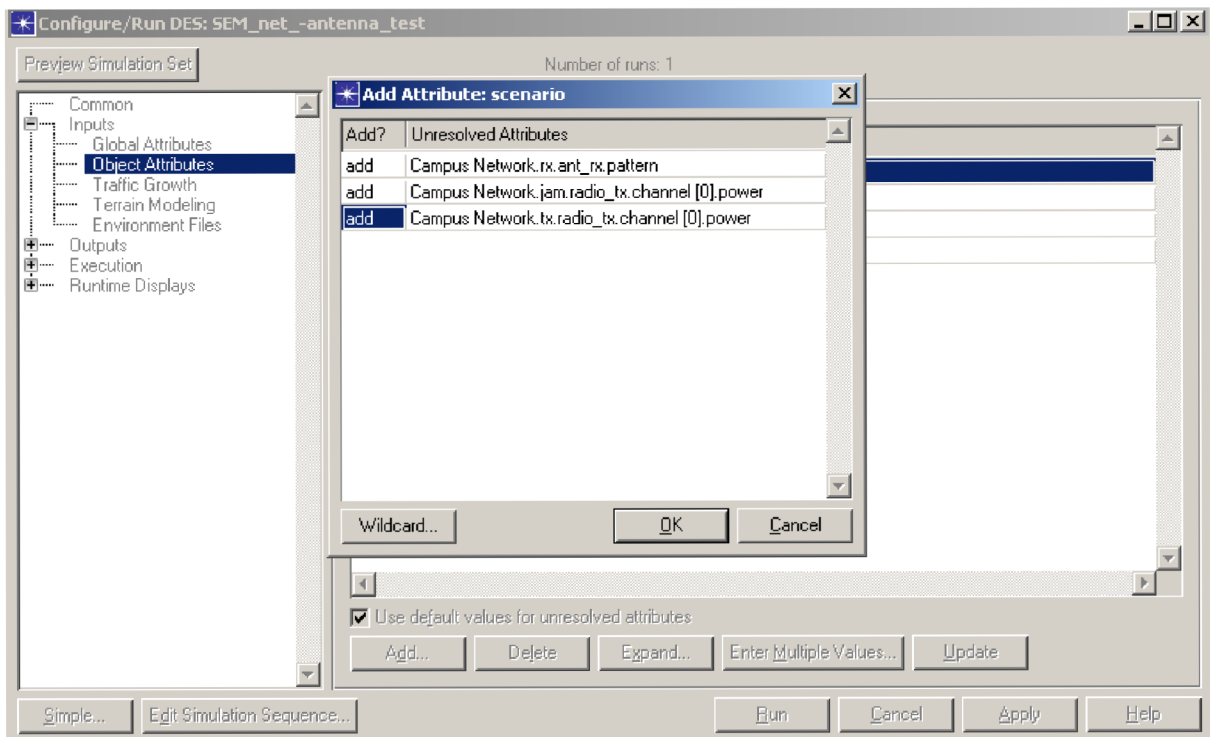 Configure/Run DES: SEM_net_-antenna_test
Preview Simulation Set
Number of runs: 1
Common
Inputs
Global Attributes
Object Attributes
Traffic Growth
Terrain Modeling
Environment Files
Outputs
Execution
Runtime Displays
Add Attribute: scenario
Add? Unresolved Attributes
add Campus Network.rx.ant_rx.pattern
add Campus Network.jam.radio_tx.channel [0].power
add Campus Network.tx.radio_tx.channel [0].power
Wildcard... OK Cancel
Use default values for unresolved attributes
Add... Delete Expand... Enter Multiple Values... Update
Simple... Edit Simulation Sequence... Run Cancel Apply Help